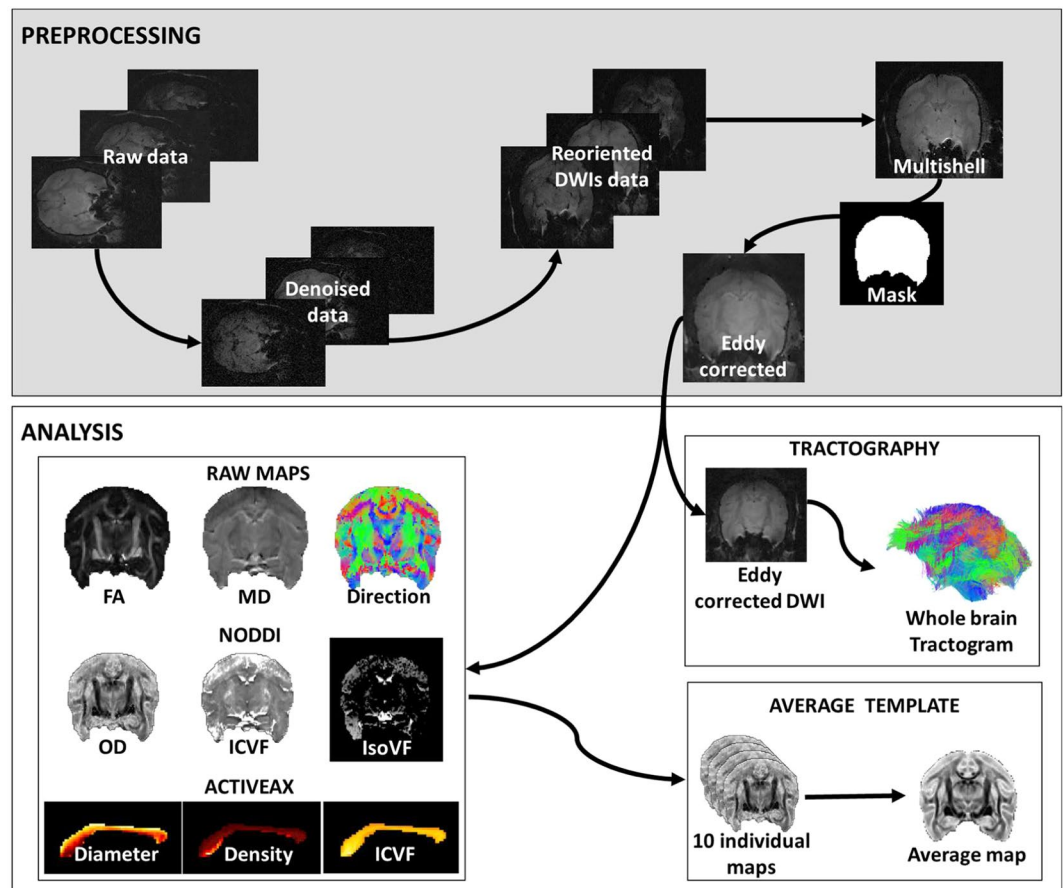 PREPROCESSING
Raw data
Denoised
data
Reoriented
DWIs data
Multishell
Mask
Eddy
corrected
ANALYSIS
RAW MAPS
FA
MD
Direction
NODDI
OD
ICVF
IsoVF
ACTIVEAX
Diameter
Density
ICVF
TRACTOGRAPHY
Eddy
corrected DWI
Whole brain
Tractogram
AVERAGE TEMPLATE
10 individual
maps
Average map